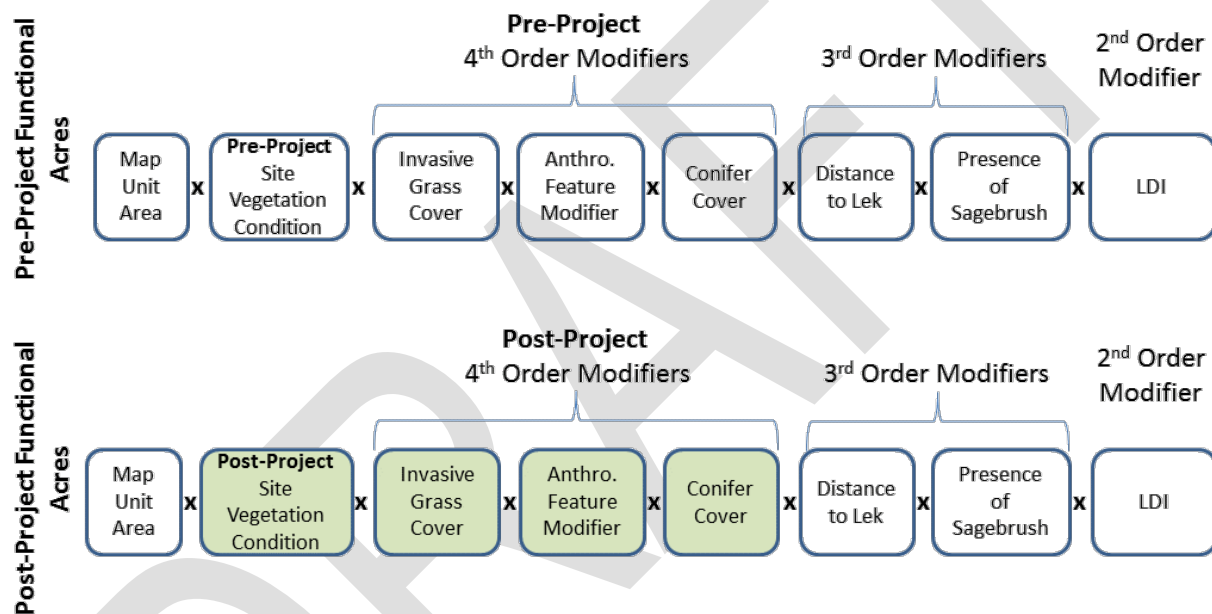 Pre-Project Functional
Acres
Pre-Project
4th Order Modifiers
3rd Order Modifiers
2nd Order
Modifier
Map
Unit
Area
x
Pre-Project
Site
Vegetation
Condition
x
Invasive
Grass
Cover
x
Anthro.
Feature
Modifier
x
Conifer
Cover
x
Distance
to Lek
x
Presence
of
Sagebrush
x
LDI
Post-Project Functional
Acres
Post-Project
4th Order Modifiers
3rd Order Modifiers
2nd Order
Modifier
Map
Unit
Area
x
Post-Project
Site
Vegetation
Condition
x
Invasive
Grass
Cover
x
Anthro.
Feature
Modifier
x
Conifer
Cover
x
Distance
to Lek
x
Presence
of
Sagebrush
x
LDI
DRAFT